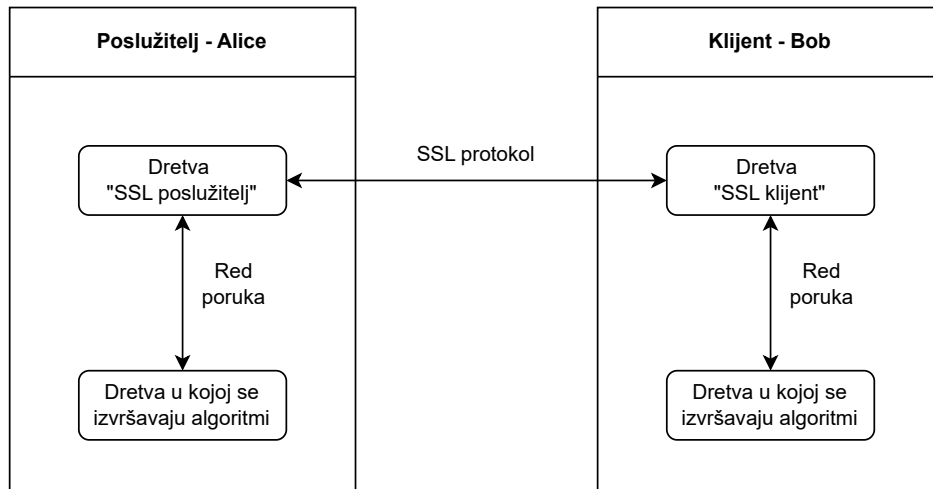 Poslužitelj - Alice
Klijent - Bob
SSL protokol
Dretva
"SSL poslužitelj"
Dretva
"SSL klijent"
Red
poruka
Red
poruka
Dretva u kojoj se
izvršavaju algoritmi
Dretva u kojoj se
izvršavaju algoritmi